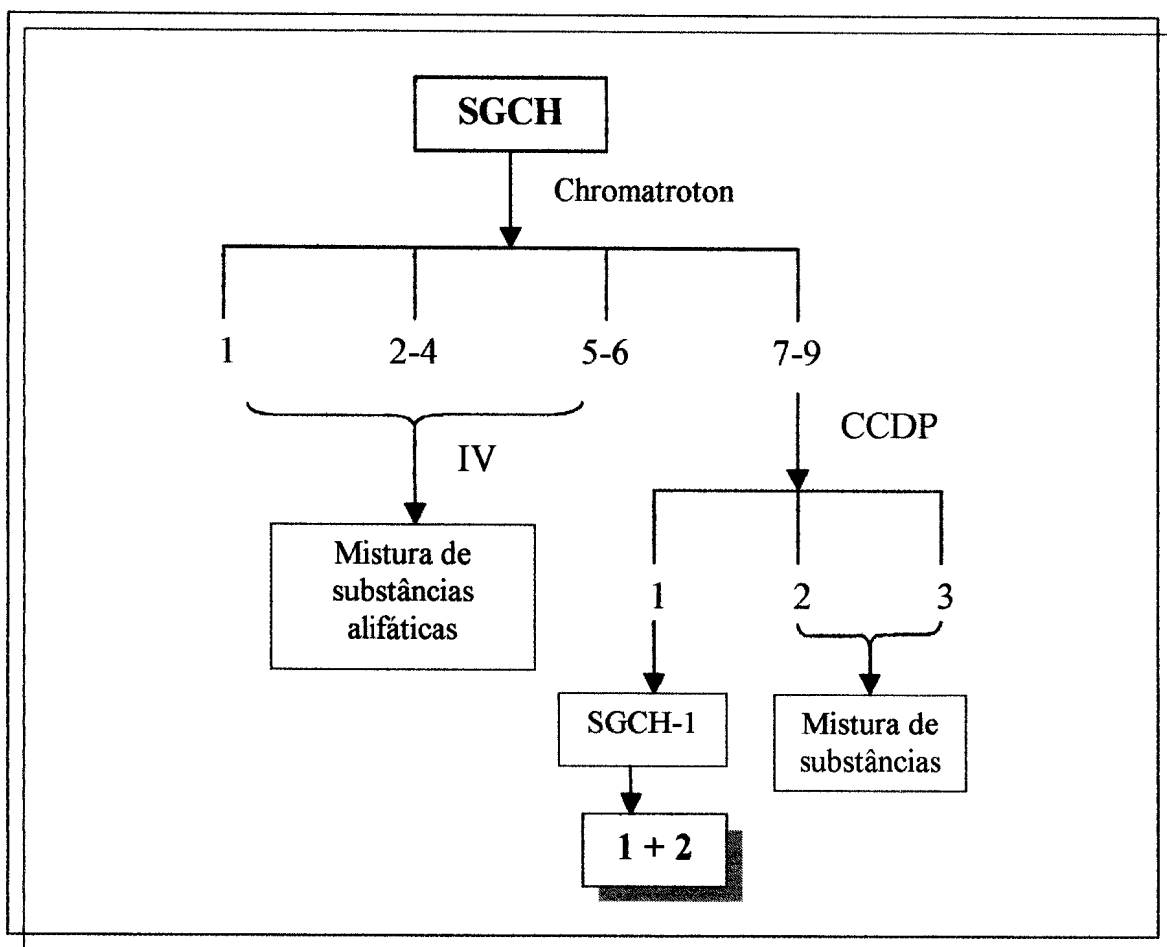 SGCH
Chromatroton
1 2-4 5-6 7-9
CCDP
IV
Mistura de
substâncias
alifáticas
1 2 3
SGCH-1
Mistura de
substâncias
1 + 2